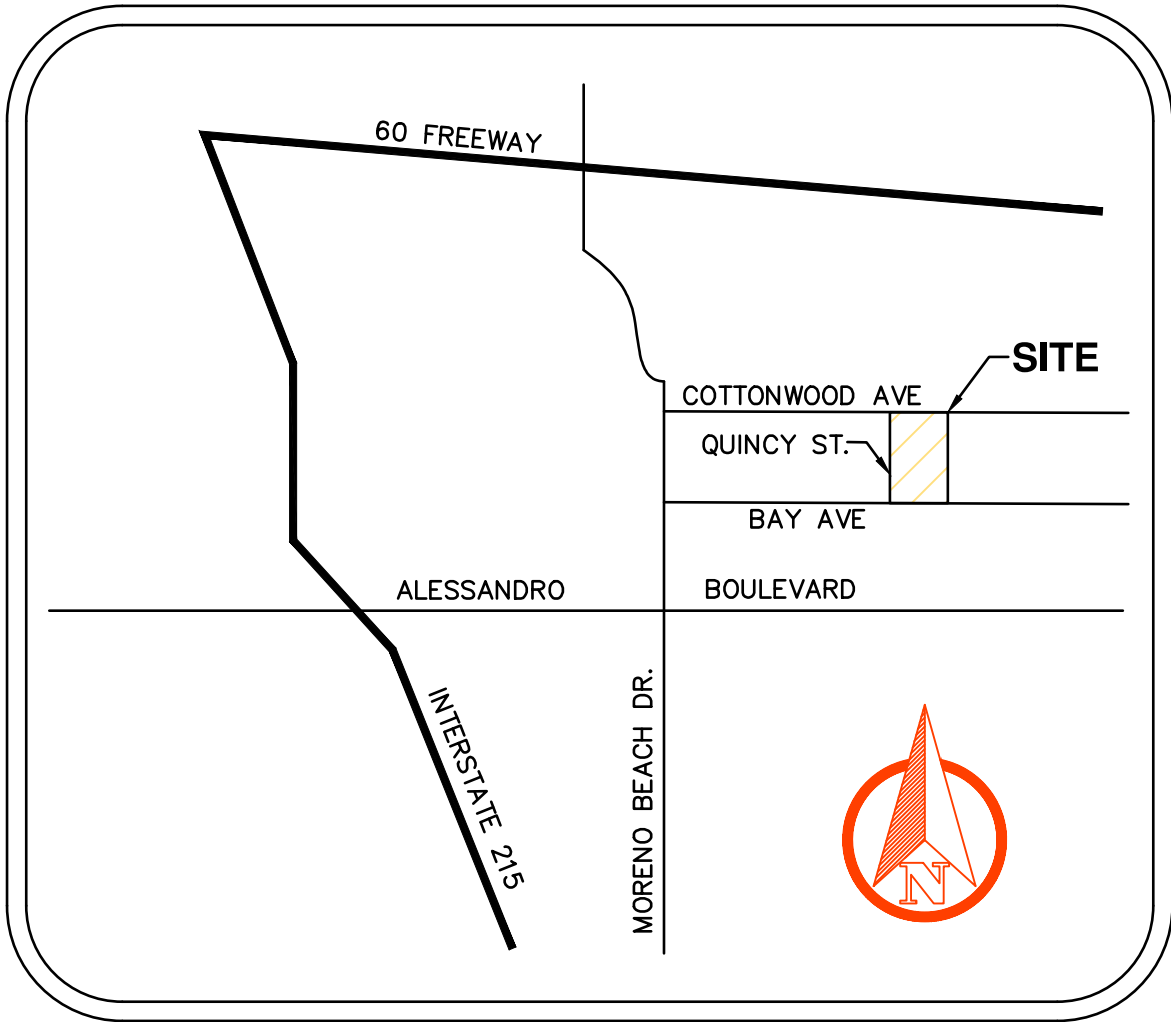 60 FREEWAY
SITE
COTTONWOOD AVE
QUINCY ST.
BAY AVE
ALESSANDRO BOULEVARD
INTERSTATE 215
MORENO BEACH DR.
N